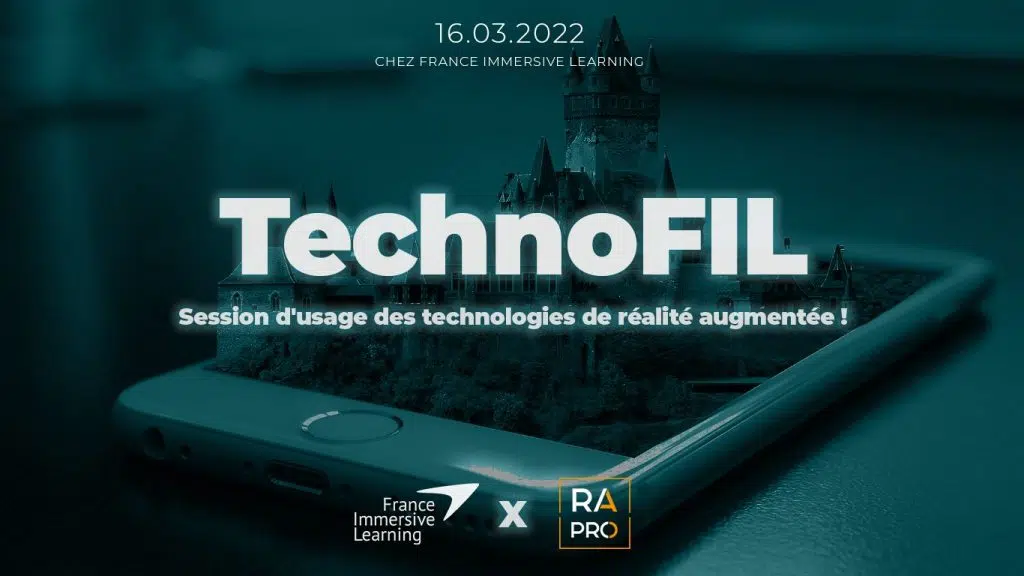 16.03.2022
CHEZ FRANCE IMMERSIVE LEARNING
TechnoFIL
Session d'usage des technologies de réalité augmentée !
France
Immersive
Learning
x
RA
PRO